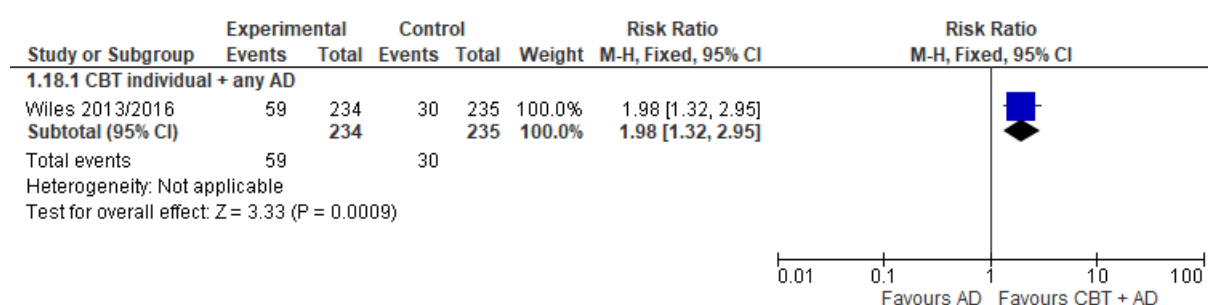 Experimental Control Risk Ratio Risk Ratio
Study or Subgroup Events Total Events Total Weight M-H, Fixed, 95% CI M-H, Fixed, 95% CI
1.18.1 CBT individual + any AD
Wiles 2013/2016 59 234 30 235 100.0% 1.98 [1.32, 2.95]
Subtotal (95% CI) 234 235 100.0% 1.98 [1.32, 2.95]
Total events 59 30
Heterogeneity: Not applicable
Test for overall effect: Z = 3.33 (P = 0.0009)
0.01 0.1 1 10 100
Favours AD Favours CBT + AD